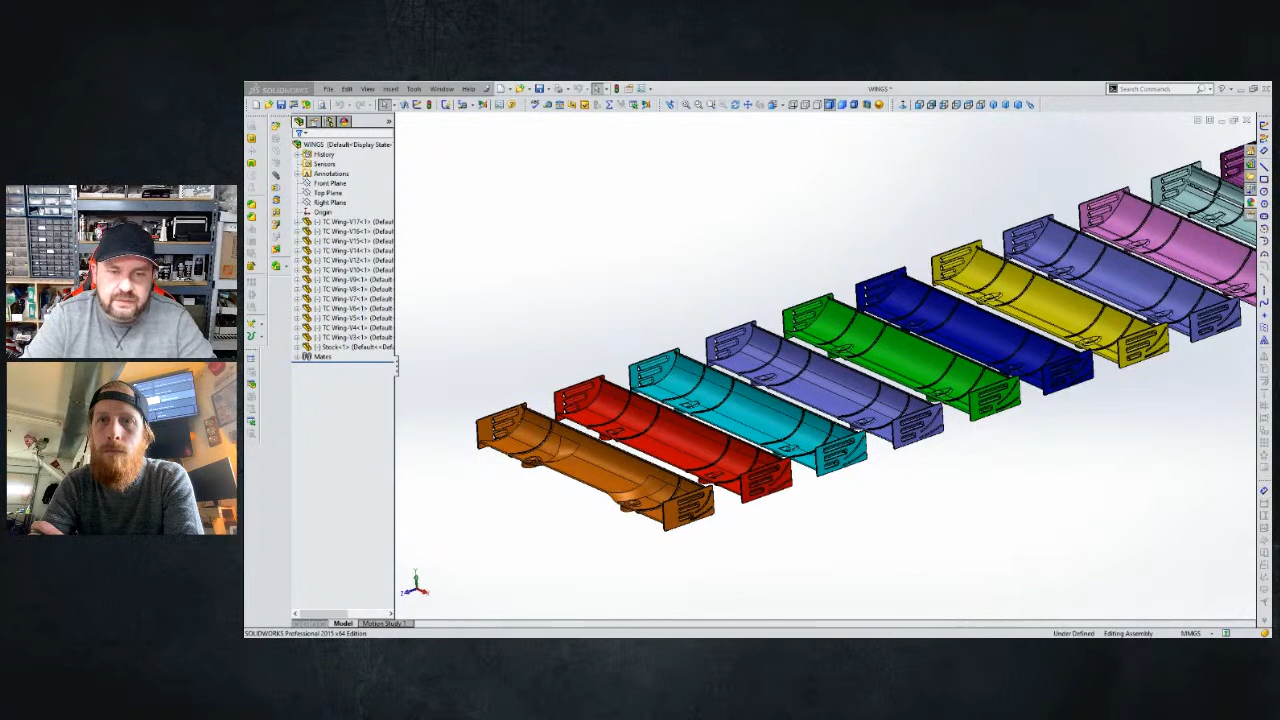 SOLIDWORKS File Edit View Insert Tools Window Help WINGS * Search Commands
WINGS (Default<Display State-
History
Sensors
Annotations
Front Plane
Top Plane
Right Plane
Origin
(-) TC Wing-V17<1> (Default
(-) TC Wing-V16<1> (Default
(-) TC Wing-V15<1> (Default
(-) TC Wing-V14<1> (Default
(-) TC Wing-V12<1> (Default
(-) TC Wing-V10<1> (Default
(-) TC Wing-V9<1> (Default
(-) TC Wing-V8<1> (Default
(-) TC Wing-V7<1> (Default
(-) TC Wing-V6<1> (Default
(-) TC Wing-V5<1> (Default
(-) TC Wing-V4<1> (Default
(-) TC Wing-V3<1> (Default
(-) Stock<1> (Default<<Def
Mates
Model Motion Study 1
SOLIDWORKS Professional 2015 x64 Edition Under Defined Editing Assembly MMGS